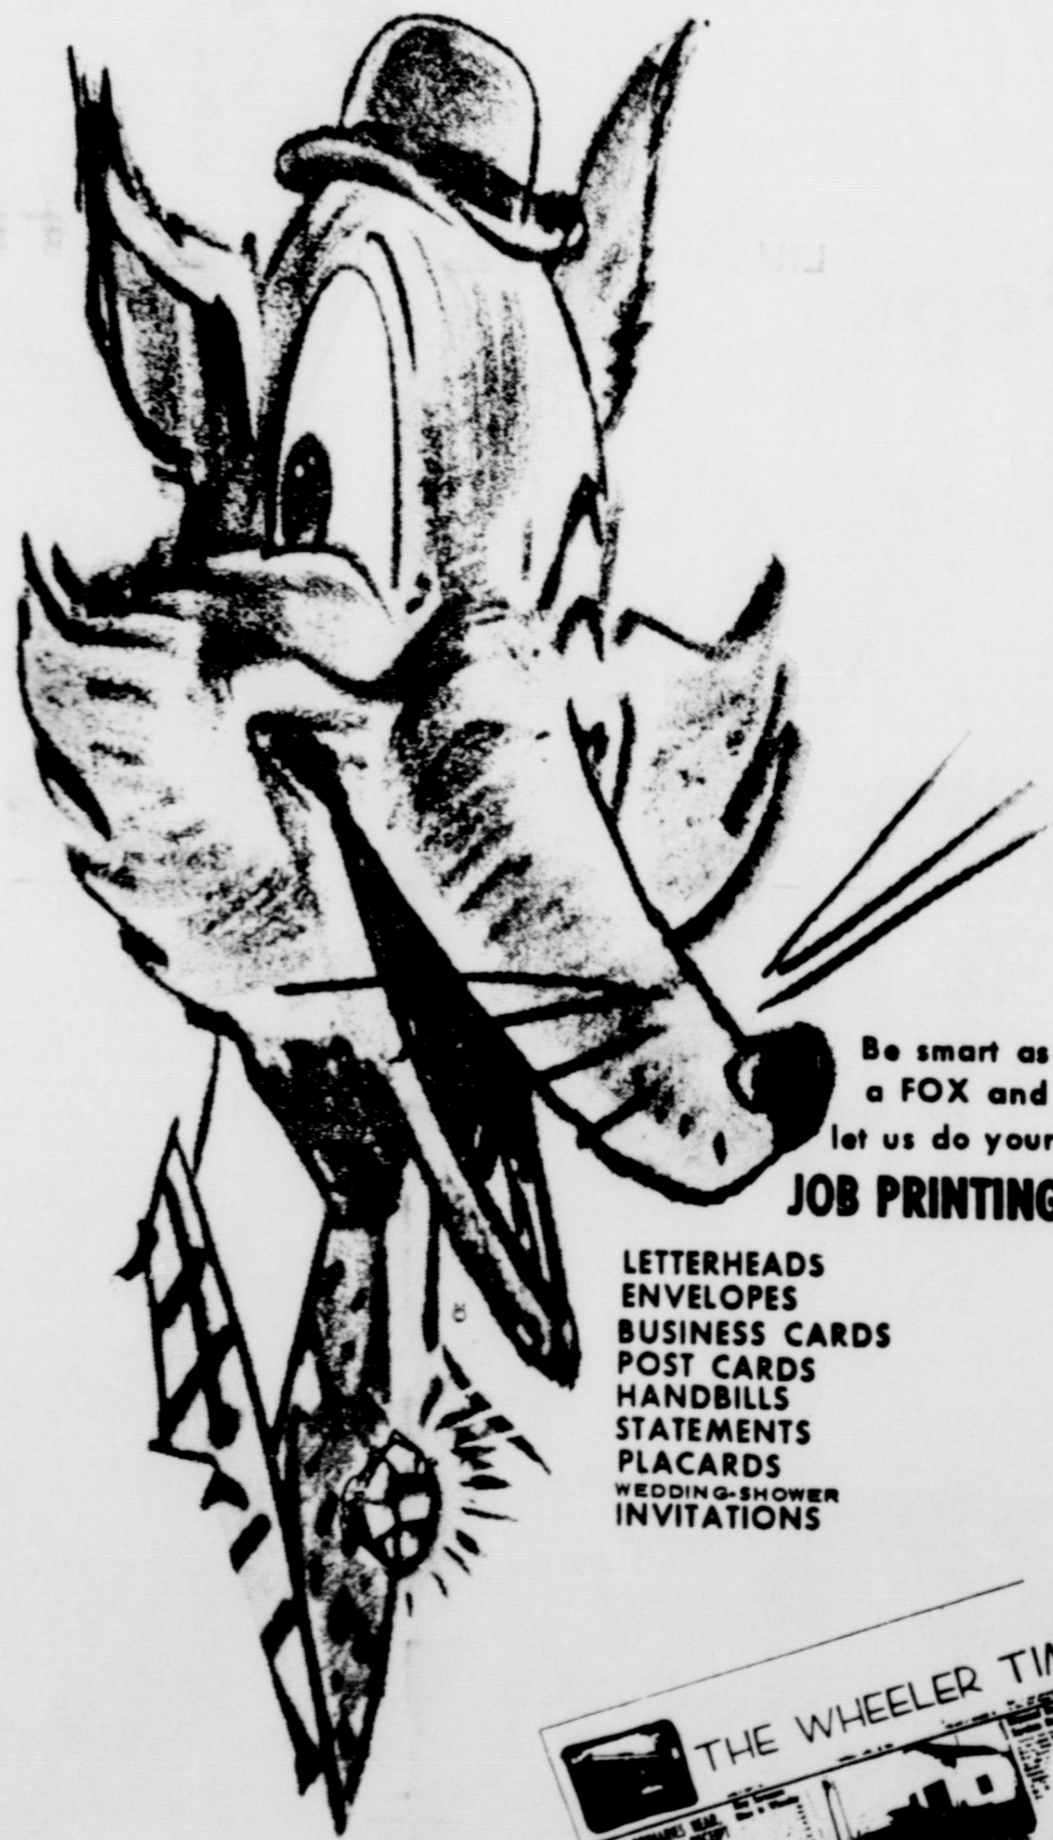 Be smart as
a FOX and
let us do your
JOB PRINTING
LETTERHEADS
ENVELOPES
BUSINESS CARDS
POST CARDS
HANDBILLS
STATEMENTS
PLACARDS
WEDDING-SHOWER
INVITATIONS
THE WHEELER